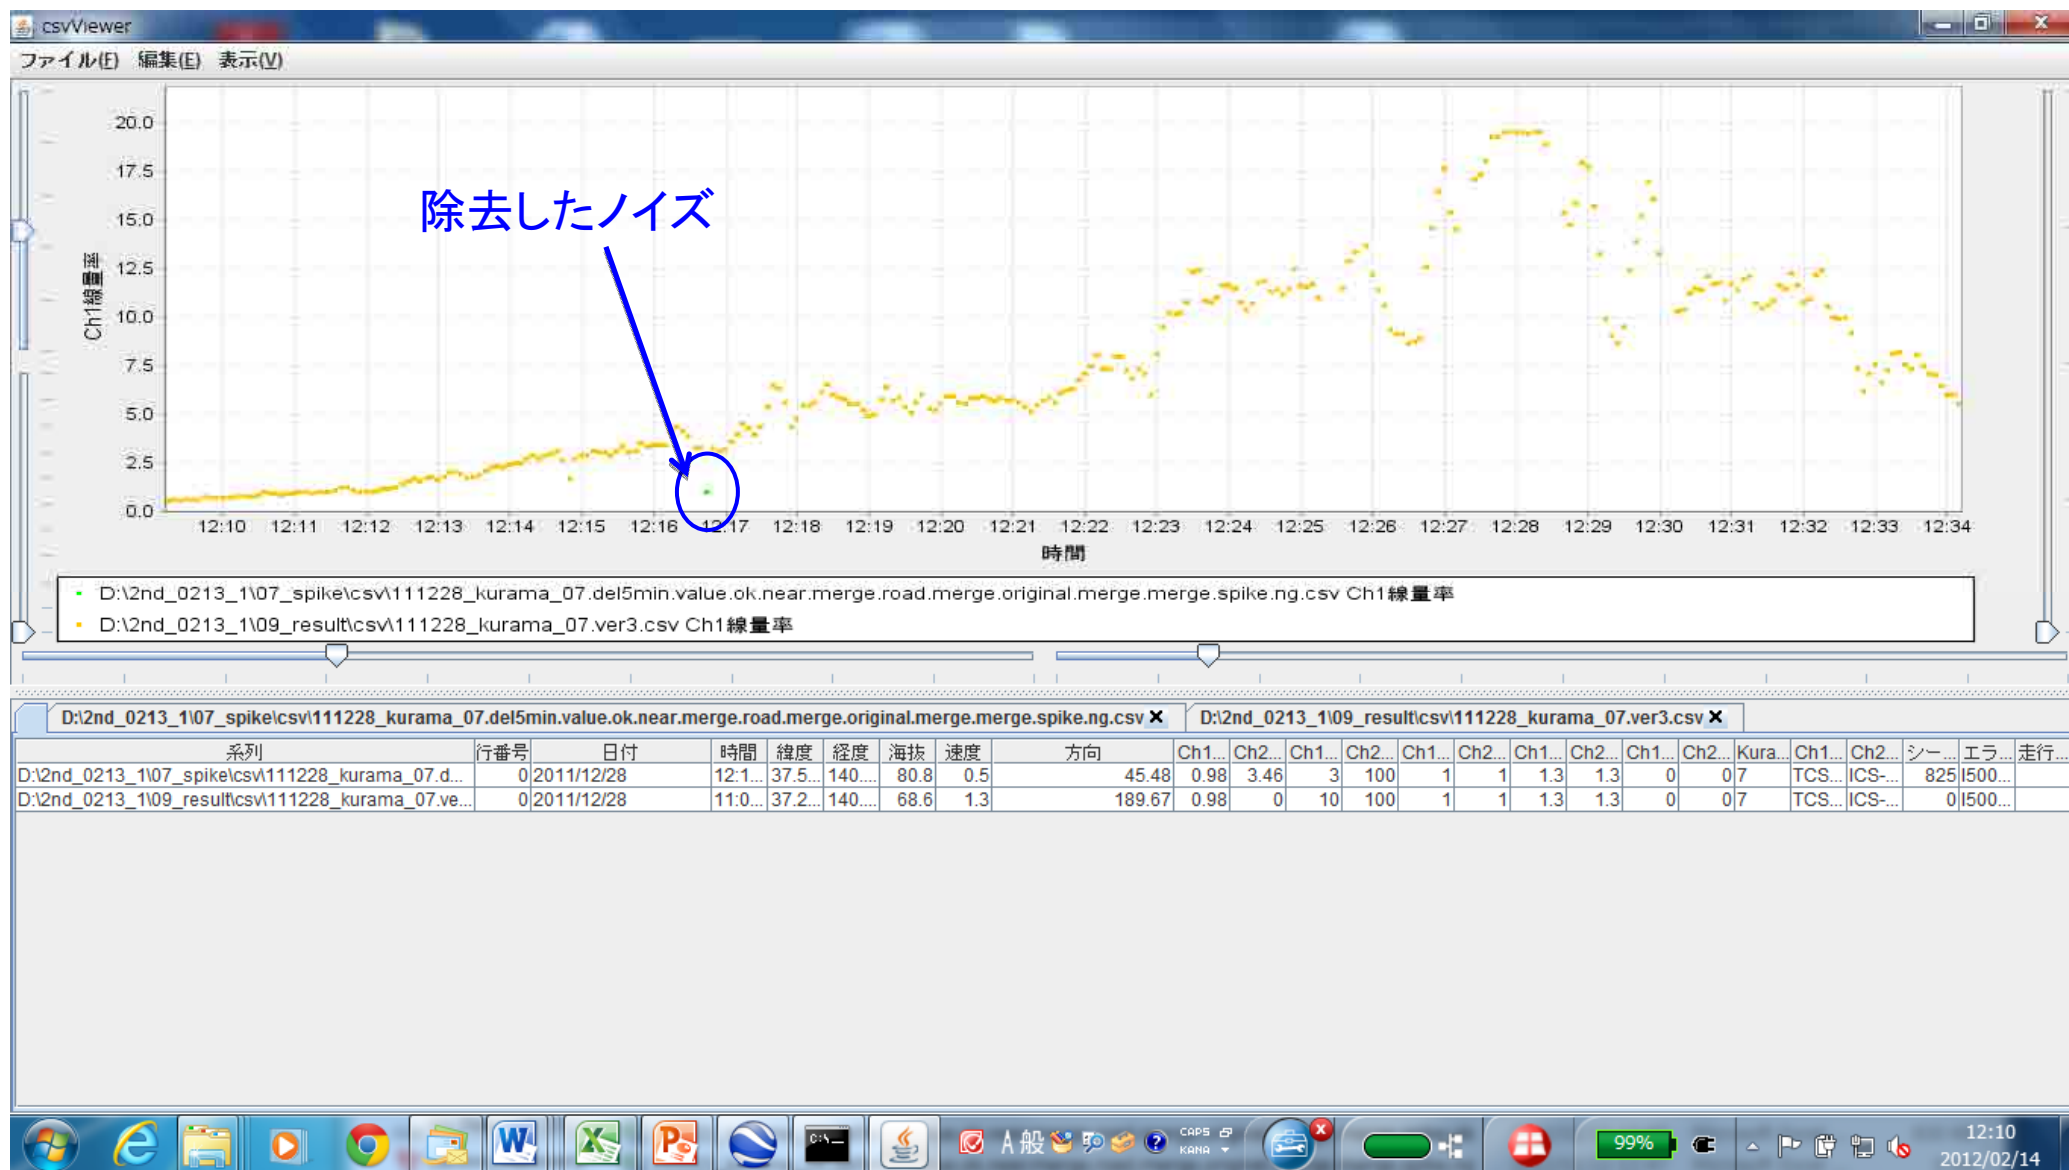 csvViewer
ファイル(F) 編集(E) 表示(V)
20.0
17.5
15.0
12.5
10.0
7.5
5.0
2.5
0.0
Ch1線量率
除去したノイズ
12:10 12:11 12:12 12:13 12:14 12:15 12:16 12:17 12:18 12:19 12:20 12:21 12:22 12:23 12:24 12:25 12:26 12:27 12:28 12:29 12:30 12:31 12:32 12:33 12:34
時間
D:\2nd_0213_1\07_spike\csv\111228_kurama_07.del5min.value.ok.near.merge.road.merge.original.merge.merge.spike.ng.csv Ch1線量率
D:\2nd_0213_1\09_result\csv\111228_kurama_07.ver3.csv Ch1線量率
D:\2nd_0213_1\07_spike\csv\111228_kurama_07.del5min.value.ok.near.merge.road.merge.original.merge.merge.spike.ng.csv D:\2nd_0213_1\09_result\csv\111228_kurama_07.ver3.csv
系列 行番号 日付 時間 緯度 経度 海抜 速度 方向 Ch1... Ch2... Ch1... Ch2... Ch1... Ch2... Ch1... Ch2... Ch1... Ch2... Kura... Ch1... Ch2... シー... エラ... 走行...
D:\2nd_0213_1\07_spike\csv\111228_kurama_07.d... 0 2011/12/28 12:1... 37.5... 140.... 80.8 0.5 45.48 0.98 3.46 3 100 1 1 1.3 1.3 0 0 7 TCS... ICS-... 825 I500...
D:\2nd_0213_1\09_result\csv\111228_kurama_07.ve... 0 2011/12/28 11:0... 37.2... 140.... 68.6 1.3 189.67 0.98 0 10 100 1 1 1.3 1.3 0 0 7 TCS... ICS-... 0 I500...
A 般 CAPS KANA 99% 12:10
2012/02/14